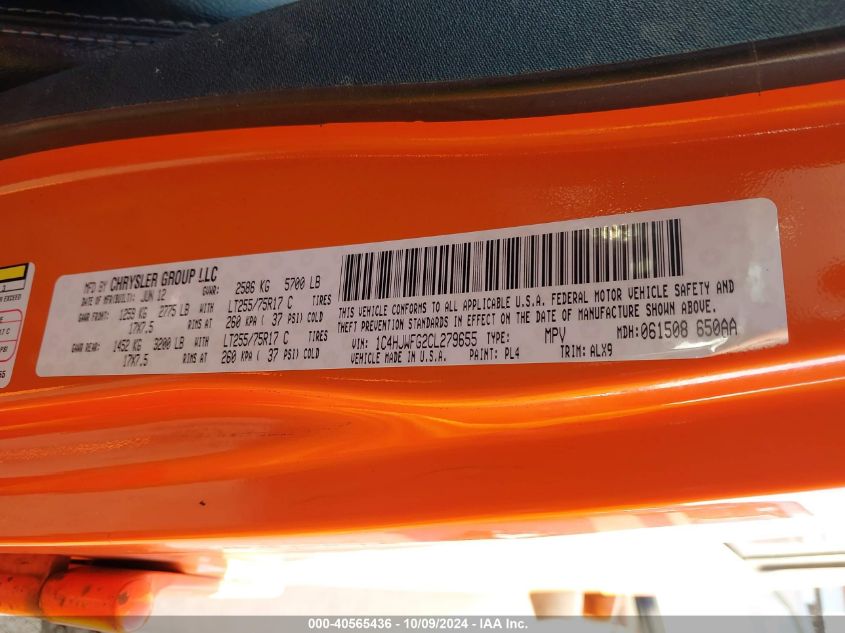 MFD BY CHRYSLER GROUP LLC
DATE OF MFR(BUILT): JUN 12 GVWR: 2586 KG 5700 LB
GAWR FRONT: 1259 KG 2775 LB WITH LT255/75R17 C TIRES
17X7.5 RIMS AT 260 KPA ( 37 PSI) COLD
GAWR REAR: 1452 KG 3200 LB WITH LT255/75R17 C TIRES
17X7.5 RIMS AT 260 KPA ( 37 PSI) COLD
THIS VEHICLE CONFORMS TO ALL APPLICABLE U.S.A. FEDERAL MOTOR VEHICLE SAFETY AND
THEFT PREVENTION STANDARDS IN EFFECT ON THE DATE OF MANUFACTURE SHOWN ABOVE.
VIN: 1C4HJWFG2CL279655 TYPE: MPV MDH: 061508 650AA
VEHICLE MADE IN U.S.A. PAINT: PL4 TRIM: ALX9
000-40565436 - 10/09/2024 - IAA Inc.